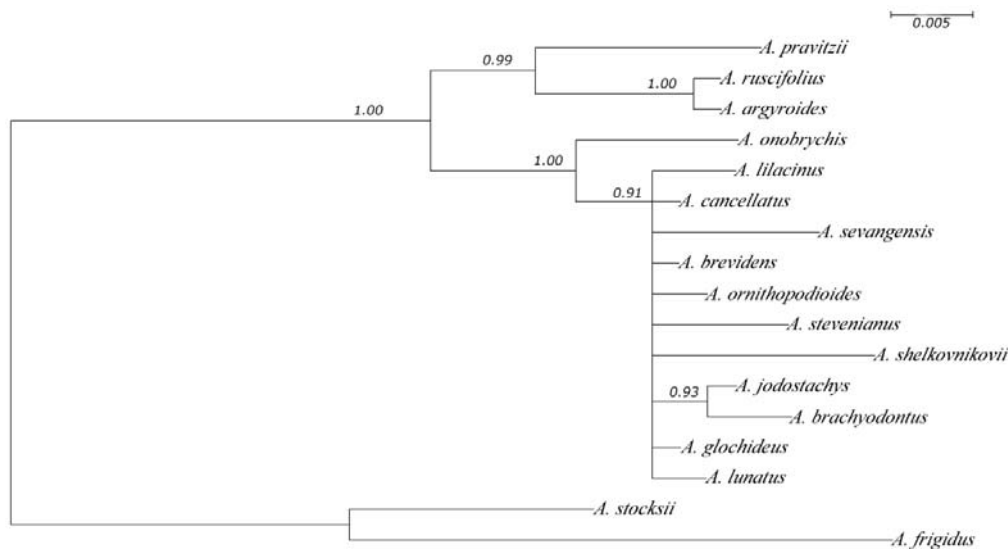 0.005
A. pravitzii
0.99
A. ruscifolius
1.00
A. argyroides
1.00
A. onobrychis
1.00
A. lilacinus
0.91
A. cancellatus
A. sevangensis
A. brevidens
A. ornithopodioides
A. stevenianus
A. shelkovnikovii
A. jodostachys
0.93
A. brachyodontus
A. glochideus
A. lunatus
A. stocksii
A. frigidus